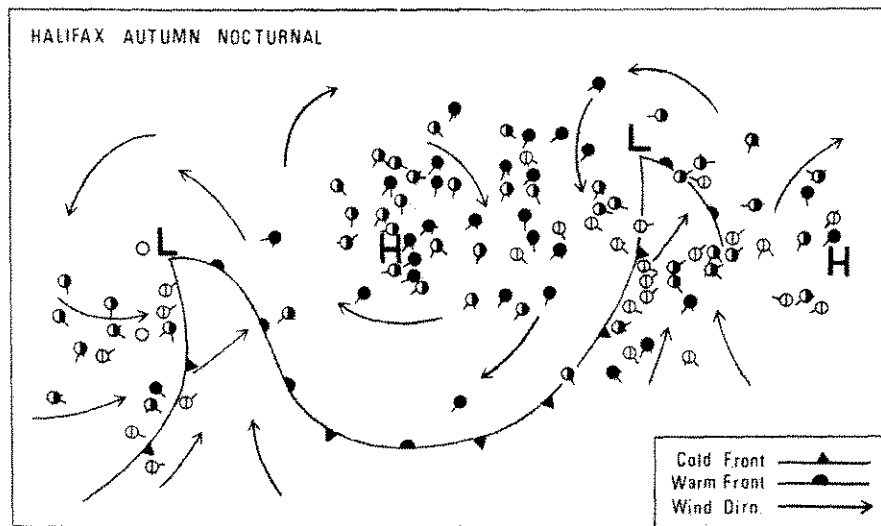 HALIFAX AUTUMN NOCTURNAL
L
H
L
H
Cold Front
Warm Front
Wind Dirn.